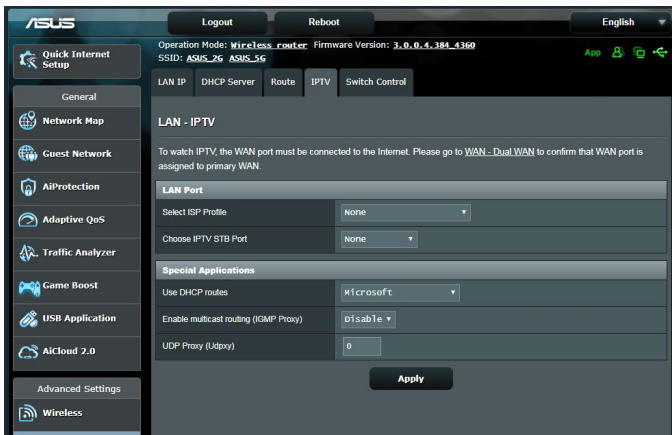 ASUS
Logout
Reboot
English
Quick Internet
Setup
Operation Mode: Wireless router Firmware Version: 3.0.0.4.384_4360
SSID: ASUS_2G ASUS_5G
App
General
Network Map
Guest Network
AiProtection
Adaptive QoS
Traffic Analyzer
Game Boost
USB Application
AiCloud 2.0
Advanced Settings
Wireless
LAN IP DHCP Server Route IPTV Switch Control
LAN - IPTV
To watch IPTV, the WAN port must be connected to the Internet. Please go to WAN - Dual WAN to confirm that WAN port is
assigned to primary WAN.
LAN Port
Select ISP Profile None
Choose IPTV STB Port None
Special Applications
Use DHCP routes Microsoft
Enable multicast routing (IGMP Proxy) Disable
UDP Proxy (Udpxy) 0
Apply